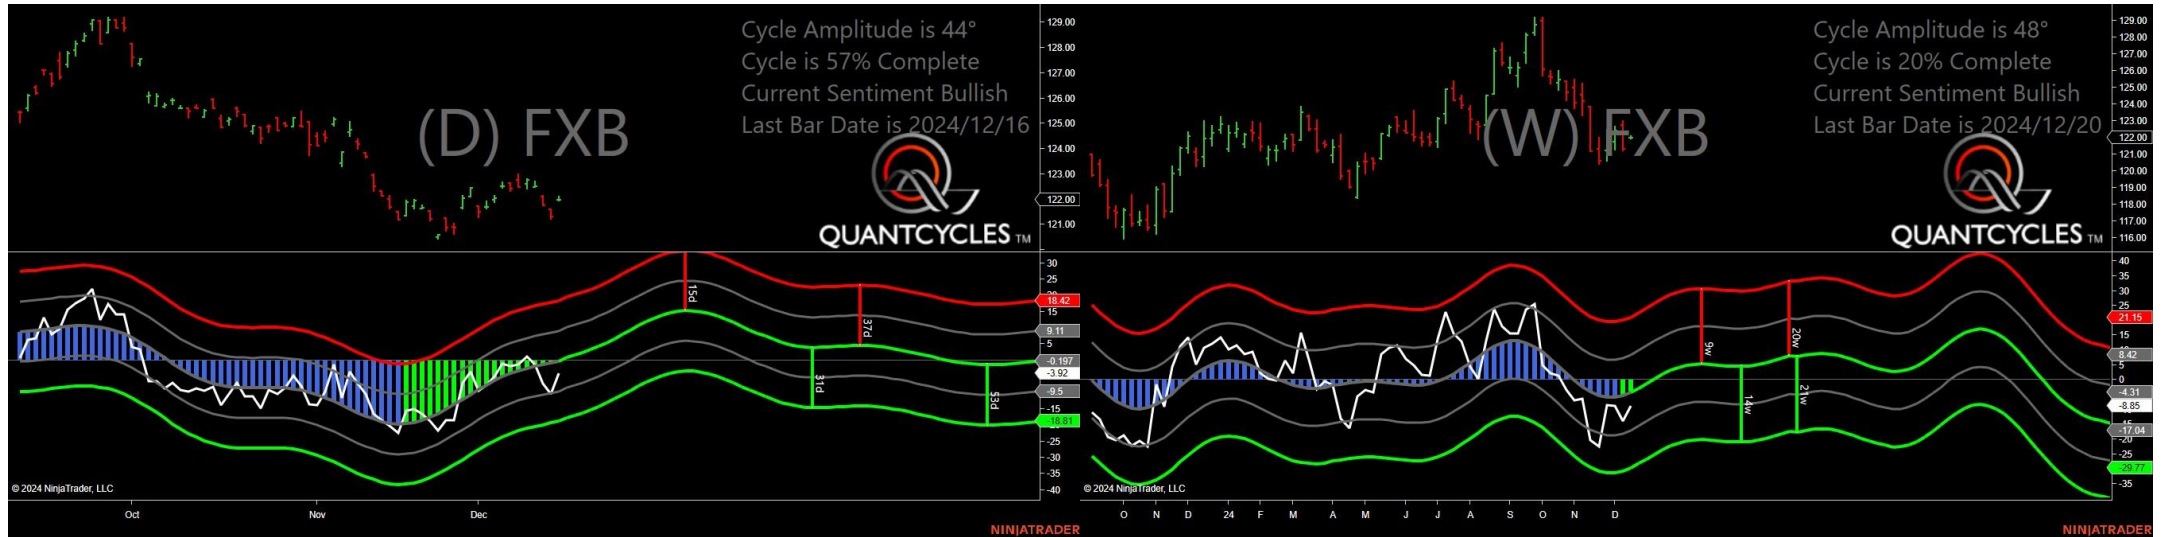 Cycle Amplitude is 44°
Cycle is 57% Complete
Current Sentiment Bullish
Last Bar Date is 2024/12/16
(D) FXB
QUANTCYCLES TM
129.00
128.00
127.00
126.00
125.00
124.00
123.00
122.00
121.00
30
25
18.42
15
9.11
5
-0.197
-3.92
-9.5
-15
-18.81
-25
-30
-35
-40
15d
37d
31d
53d
© 2024 NinjaTrader, LLC
Oct Nov Dec
NINJATRADER
Cycle Amplitude is 48°
Cycle is 20% Complete
Current Sentiment Bullish
Last Bar Date is 2024/12/20
(W) FXB
QUANTCYCLES TM
129.00
128.00
127.00
126.00
125.00
124.00
123.00
122.00
121.00
120.00
119.00
118.00
117.00
116.00
40
35
30
25
21.15
15
8.42
5
0
-4.31
-8.85
-17.04
-20
-25
-29.77
-35
9w
20w
14w
21w
© 2024 NinjaTrader, LLC
O N D 24 F M A M J J A S O N D
NINJATRADER